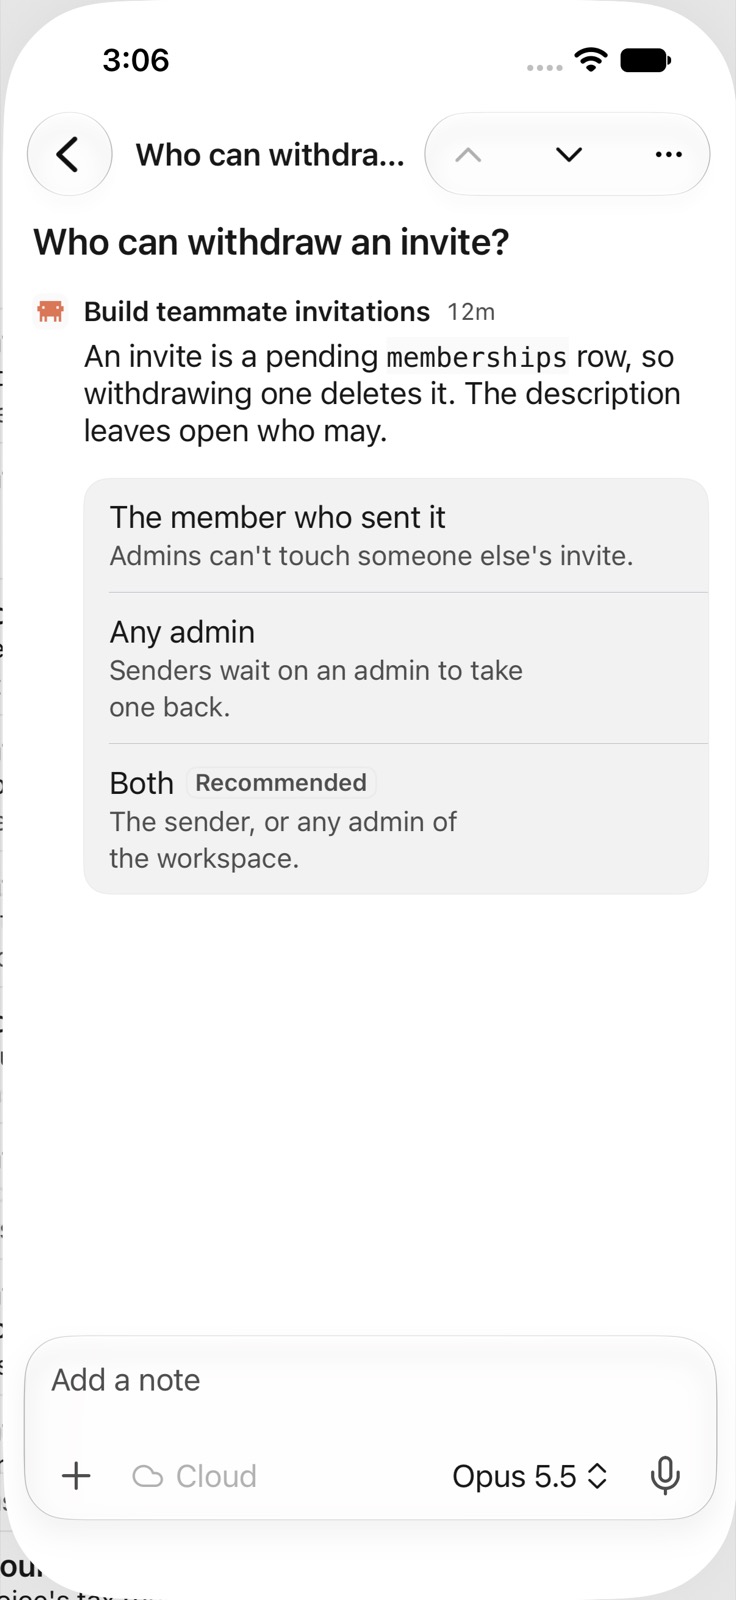 3:06
Who can withdra...
Who can withdraw an invite?
Build teammate invitations 12m
An invite is a pending memberships row, so
withdrawing one deletes it. The description
leaves open who may.
The member who sent it
Admins can't touch someone else's invite.
Any admin
Senders wait on an admin to take
one back.
Both Recommended
The sender, or any admin of
the workspace.
Add a note
Cloud Opus 5.5